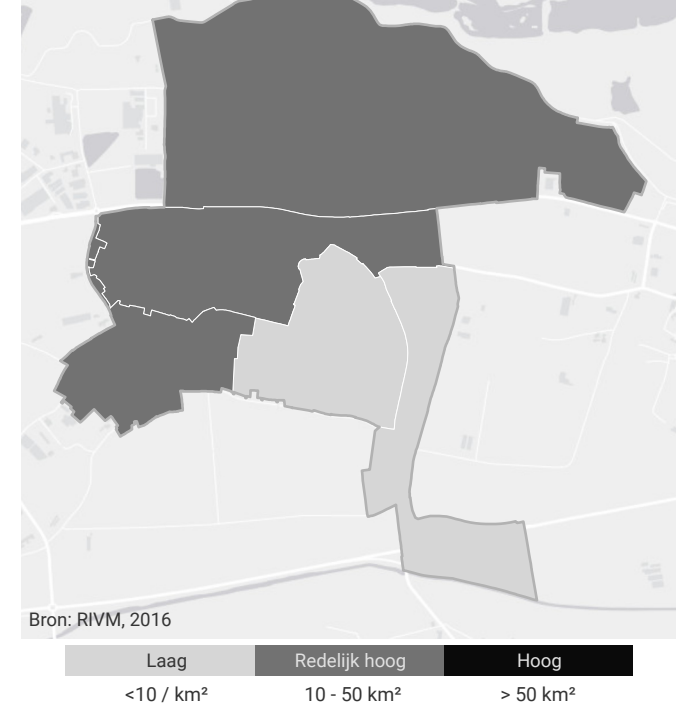 Bron: RIVM, 2016
Laag Redelijk hoog Hoog
<10 / km² 10 - 50 km² > 50 km²